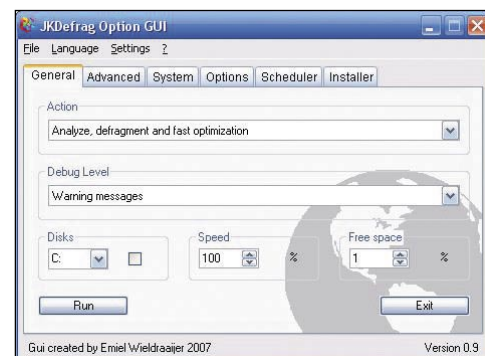 JKDefrag Option GUI
File Language Settings ?
General Advanced System Options Scheduler Installer
Action
Analyze, defragment and fast optimization
Debug Level
Warning messages
Disks Speed Free space
C: 100 % 1 %
Run Exit
Gui created by Emiel Wieldraaijer 2007 Version 0.9